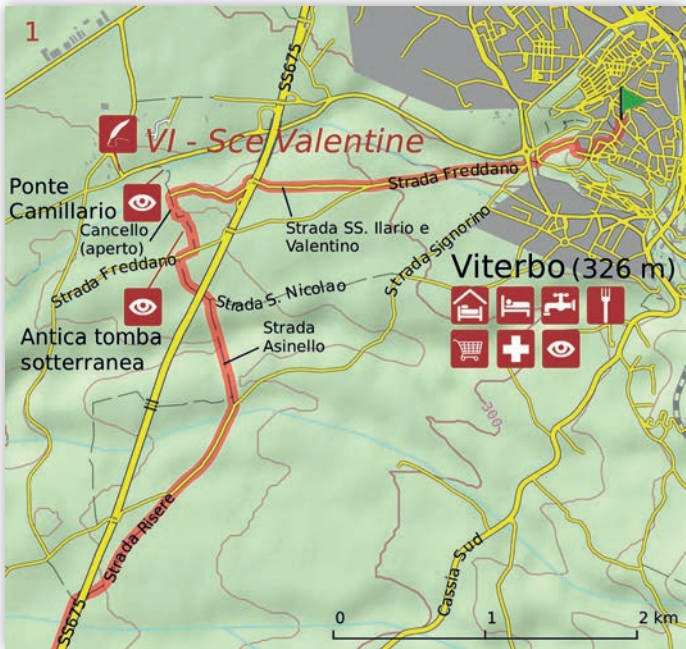 1
SS675
VI - Sce Valentine
Ponte
Camillario
Cancello
(aperto)
Strada Freddano
Strada SS. Ilario e
Valentino
Strada Signorino
Strada Freddano
Viterbo (326 m)
Strada S. Nicolao
Antica tomba
sotterranea
Strada
Asinello
300
Strada Risere
Cassia Sud
SS675
0 1 2 km